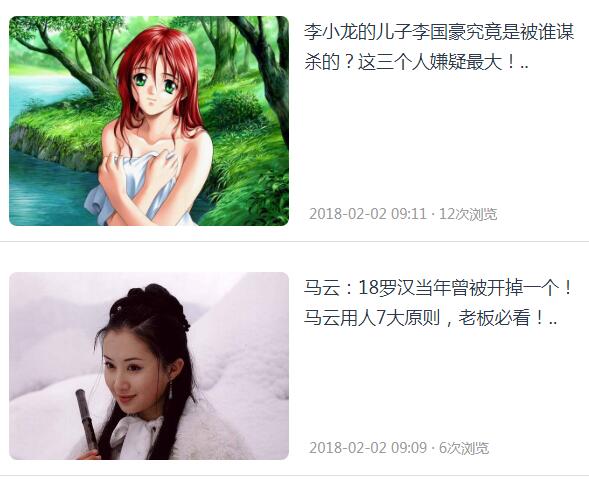 李小龙的儿子李国豪究竟是被谁谋
杀的？这三个人嫌疑最大！..
2018-02-02 09:11 · 12次浏览
马云：18罗汉当年曾被开掉一个！
马云用人7大原则，老板必看！..
2018-02-02 09:09 · 6次浏览